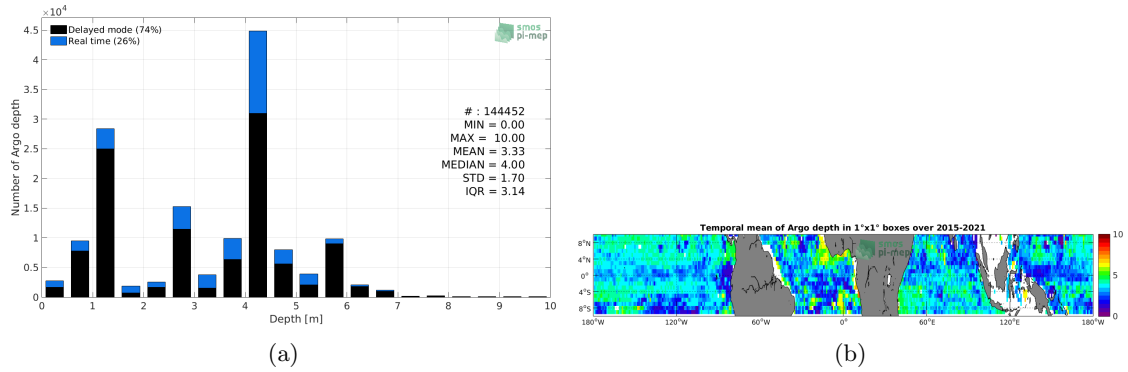 ×10⁴
4.5
4
3.5
3
2.5
2
1.5
1
0.5
0
Number of Argo depth
Delayed mode (74%)
Real time (26%)
smos
pi-mep
# : 144452
MIN = 0.00
MAX = 10.00
MEAN = 3.33
MEDIAN = 4.00
STD = 1.70
IQR = 3.14
0 1 2 3 4 5 6 7 8 9 10
Depth [m]
(a)
Temporal mean of Argo depth in 1°x1° boxes over 2015-2021
smos
pi-mep
8°N
4°N
0°
4°S
8°S
180°W 120°W 60°W 0° 60°E 120°E 180°W
10
5
0
(b)